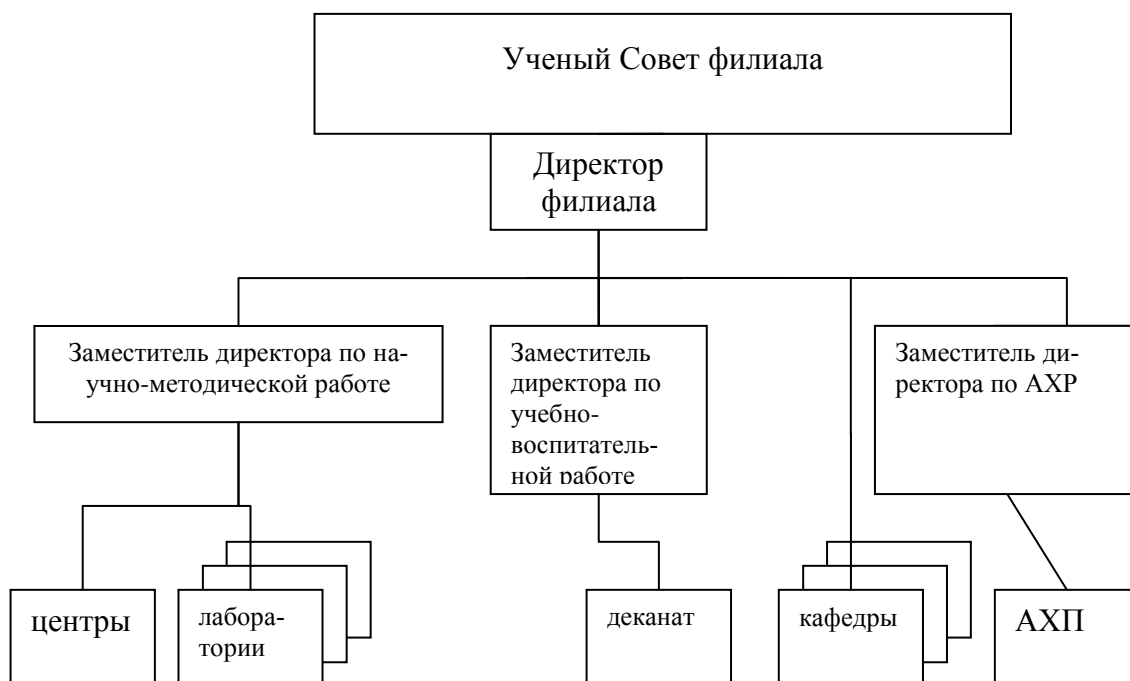 Ученый Совет филиала
Директор
филиала
Заместитель директора по на-
учно-методической работе
Заместитель
директора по
учебно-
воспитатель-
ной работе
Заместитель ди-
ректора по АХР
центры
лабора-
тории
деканат
кафедры
АХП